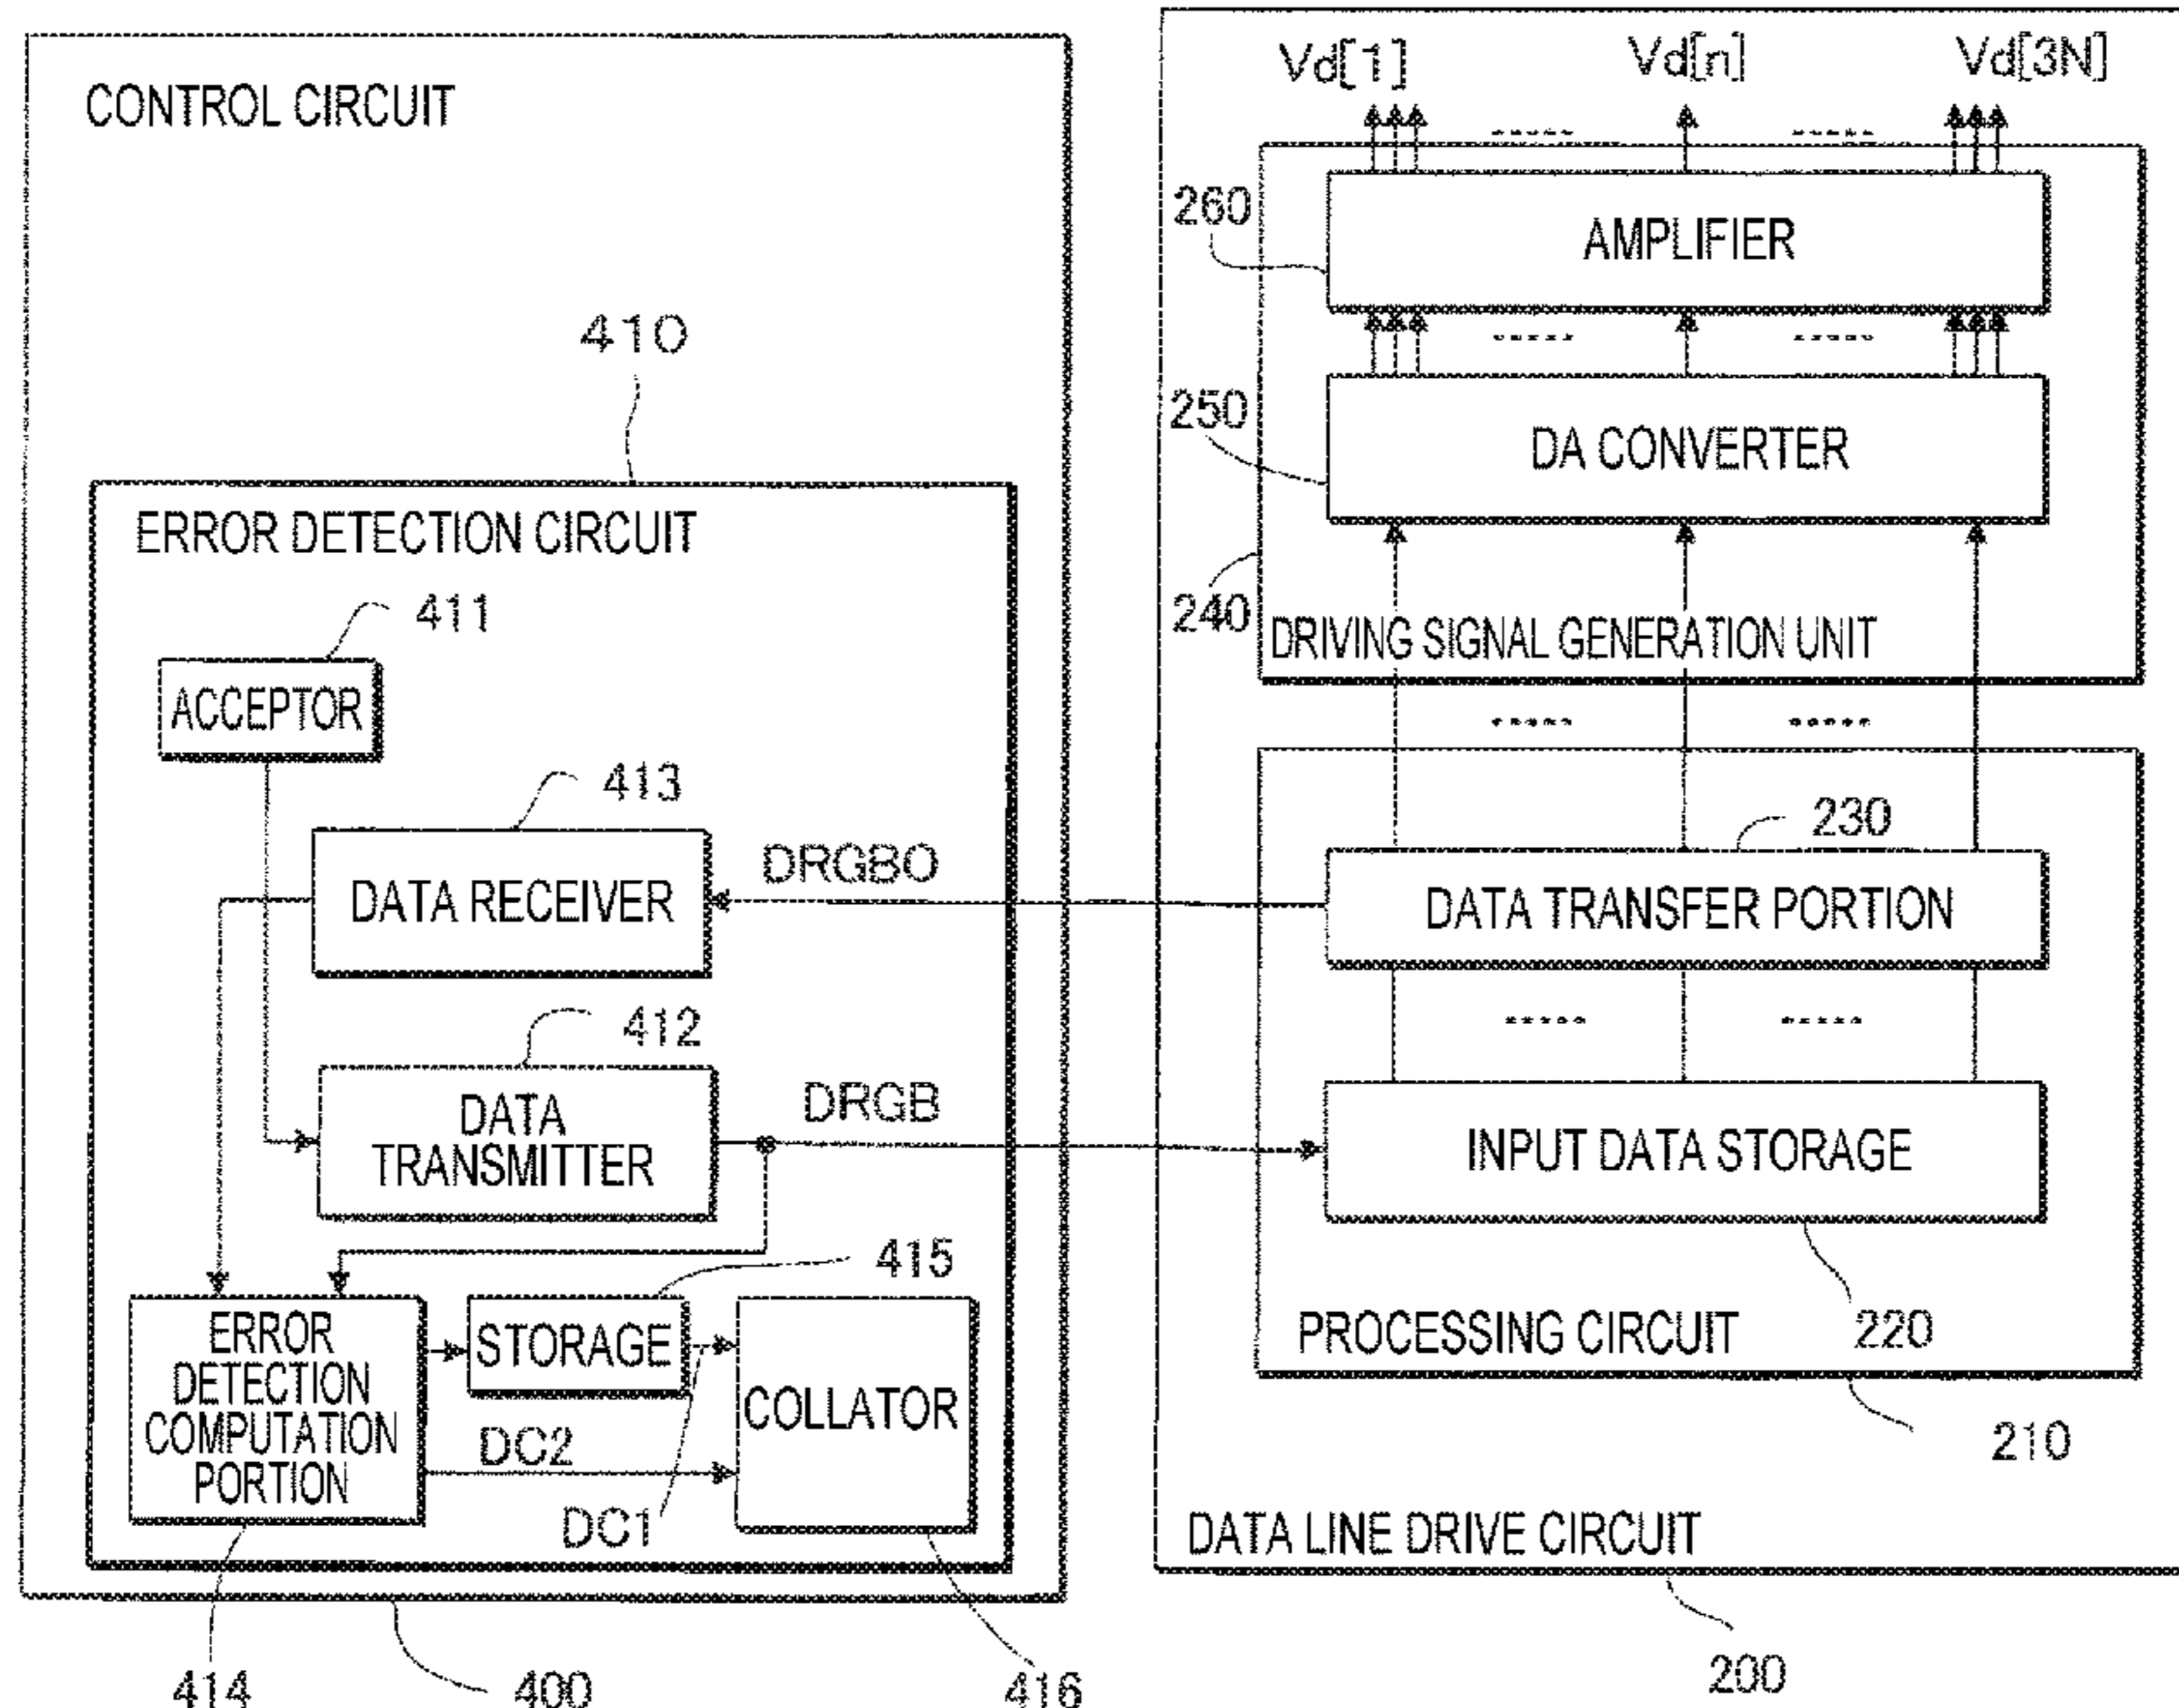 CONTROL CIRCUIT
410
ERROR DETECTION CIRCUIT
411
ACCEPTOR
413
DATA RECEIVER
DRGBO
412
DATA
TRANSMITTER
DRGB
415
ERROR
DETECTION
COMPUTATION
PORTION
STORAGE
COLLATOR
DC2
DC1
414
400
416
Vd[1]
Vd[n]
Vd[3N]
260
AMPLIFIER
250
DA CONVERTER
240
DRIVING SIGNAL GENERATION UNIT
230
DATA TRANSFER PORTION
INPUT DATA STORAGE
PROCESSING CIRCUIT
220
210
DATA LINE DRIVE CIRCUIT
200